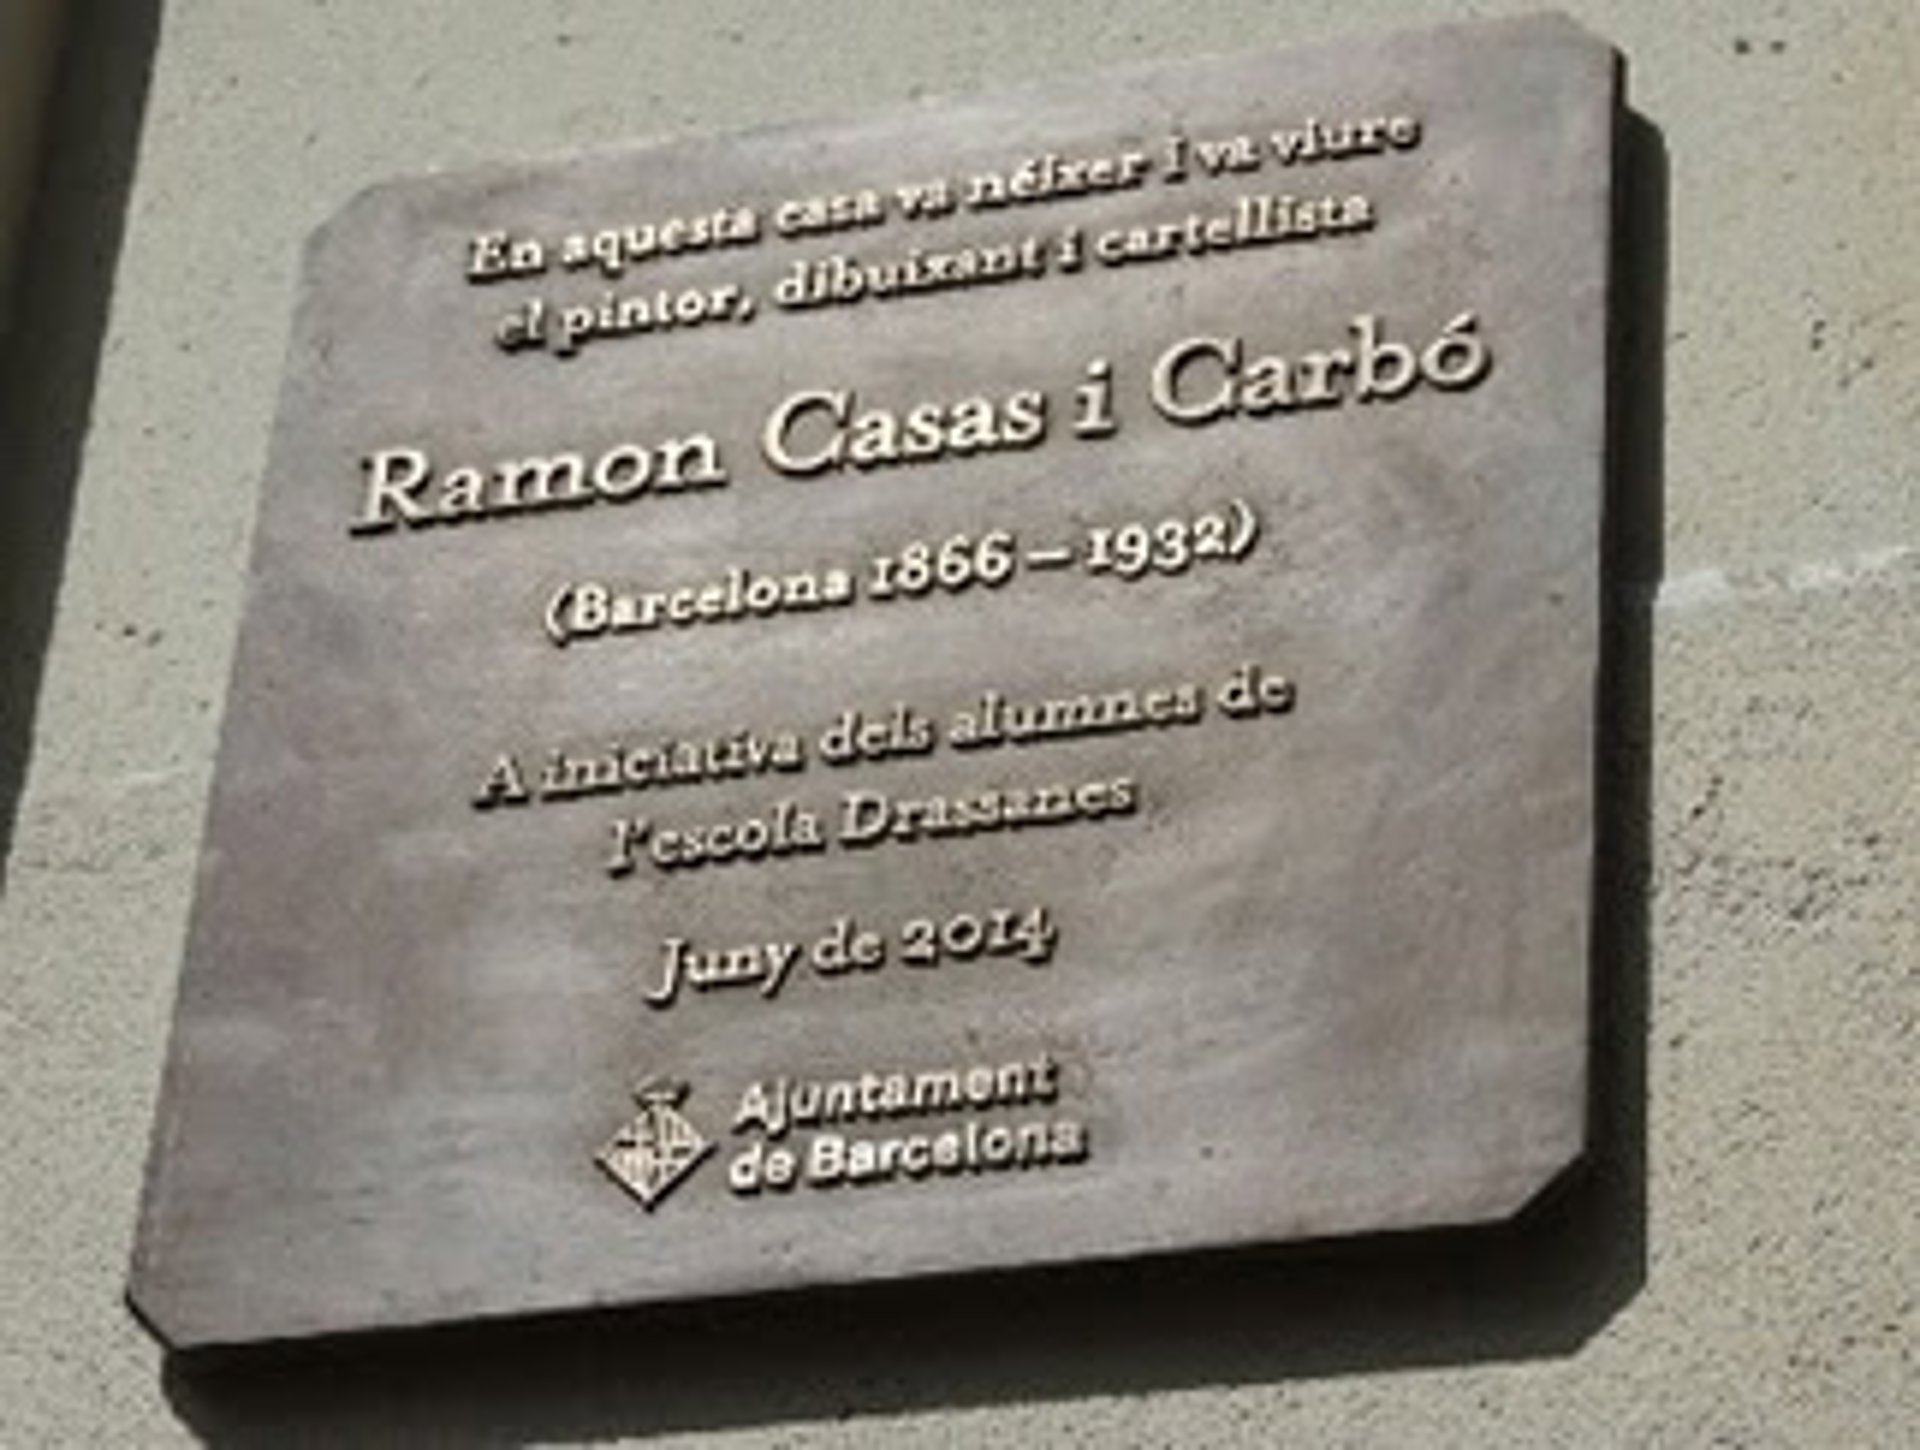 En aquesta casa va néixer i va viure
el pintor, dibuixant i cartellista
Ramon Casas i Carbó
(Barcelona 1866 – 1932)
A iniciativa dels alumnes de
l'escola Drassanes
Juny de 2014
Ajuntament
de Barcelona